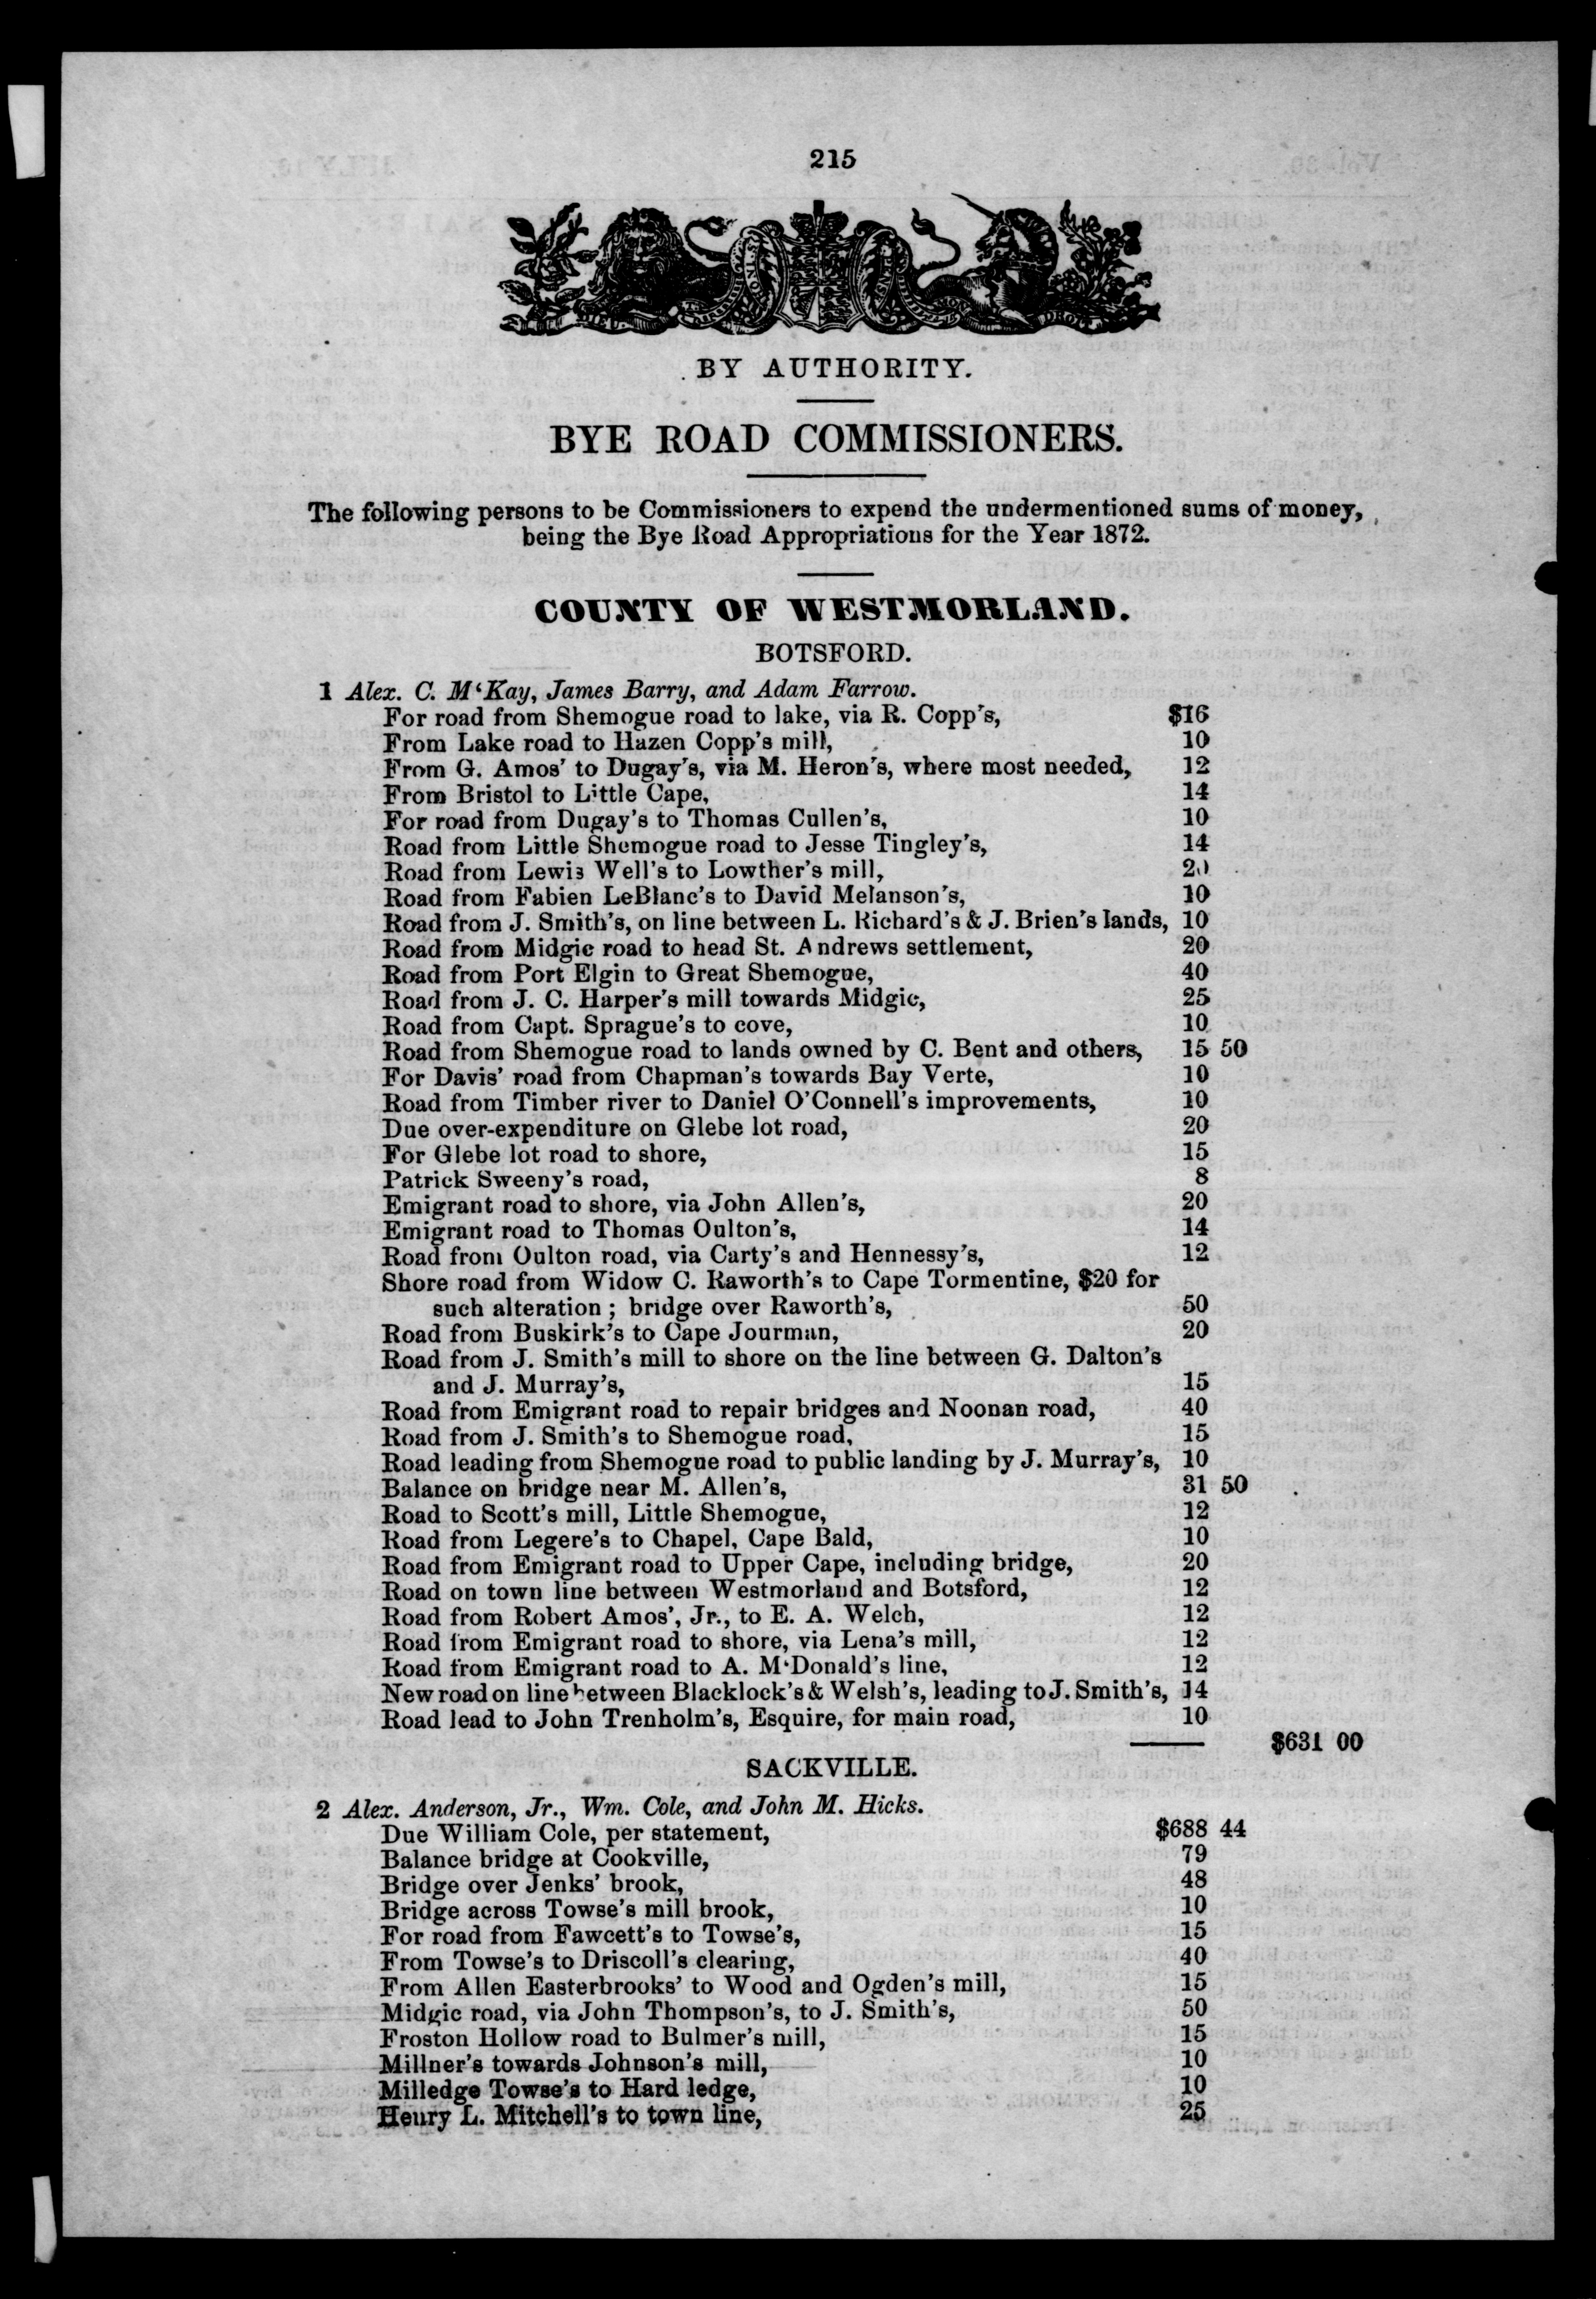 215
BY AUTHORITY.
BYE ROAD COMMISSIONERS.
The following persons to be Commissioners to expend the undermentioned sums of money,
being the Bye Road Appropriations for the Year 1872.
COUNTY OF WESTMORLAND.
BOTSFORD.
1 Alex. C. M'Kay, James Barry, and Adam Farrow.
For road from Shemogue road to lake, via R. Copp's, $16
From Lake road to Hazen Copp's mill, 10
From G. Amos' to Dugay's, via M. Heron's, where most needed, 12
From Bristol to Little Cape, 14
For road from Dugay's to Thomas Cullen's, 10
Road from Little Shemogue road to Jesse Tingley's, 14
Road from Lewis Well's to Lowther's mill, 20
Road from Fabien LeBlanc's to David Melanson's, 10
Road from J. Smith's, on line between L. Richard's & J. Brien's lands, 10
Road from Midgic road to head St. Andrews settlement, 20
Road from Port Elgin to Great Shemogue, 40
Road from J. C. Harper's mill towards Midgic, 25
Road from Capt. Sprague's to cove, 10
Road from Shemogue road to lands owned by C. Bent and others, 15 50
For Davis' road from Chapman's towards Bay Verte, 10
Road from Timber river to Daniel O'Connell's improvements, 10
Due over-expenditure on Glebe lot road, 20
For Glebe lot road to shore, 15
Patrick Sweeny's road, 8
Emigrant road to shore, via John Allen's, 20
Emigrant road to Thomas Oulton's, 14
Road from Oulton road, via Carty's and Hennessy's, 12
Shore road from Widow C. Raworth's to Cape Tormentine, $20 for
such alteration ; bridge over Raworth's, 50
Road from Buskirk's to Cape Jourman, 20
Road from J. Smith's mill to shore on the line between G. Dalton's
and J. Murray's, 15
Road from Emigrant road to repair bridges and Noonan road, 40
Road from J. Smith's to Shemogue road, 15
Road leading from Shemogue road to public landing by J. Murray's, 10
Balance on bridge near M. Allen's, 31 50
Road to Scott's mill, Little Shemogue, 12
Road from Legere's to Chapel, Cape Bald, 10
Road from Emigrant road to Upper Cape, including bridge, 20
Road on town line between Westmorland and Botsford, 12
Road from Robert Amos', Jr., to E. A. Welch, 12
Road from Emigrant road to shore, via Lena's mill, 12
Road from Emigrant road to A. M'Donald's line, 12
New road on line between Blacklock's & Welsh's, leading to J. Smith's, 14
Road lead to John Trenholm's, Esquire, for main road, 10
$631 00
SACKVILLE.
2 Alex. Anderson, Jr., Wm. Cole, and John M. Hicks.
Due William Cole, per statement, $688 44
Balance bridge at Cookville, 79
Bridge over Jenks' brook, 48
Bridge across Towse's mill brook, 10
For road from Fawcett's to Towse's, 15
From Towse's to Driscoll's clearing, 40
From Allen Easterbrooks' to Wood and Ogden's mill, 15
Midgic road, via John Thompson's, to J. Smith's, 50
Froston Hollow road to Bulmer's mill, 15
Millner's towards Johnson's mill, 10
Milledge Towse's to Hard ledge, 10
Henry L. Mitchell's to town line, 25